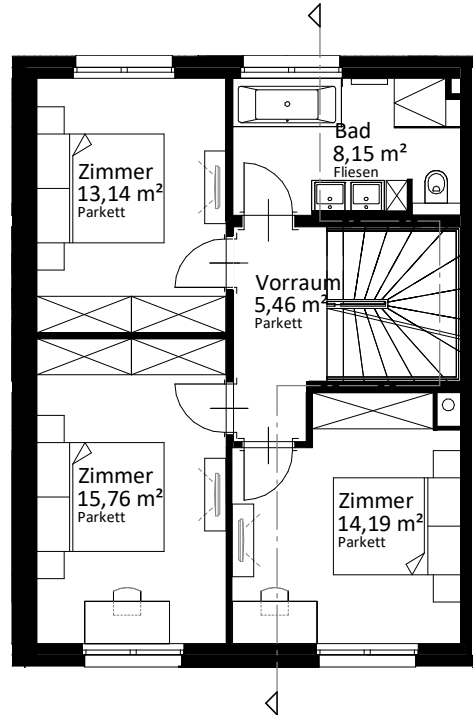 Bad
8,15 m²
Fliesen
Zimmer
13,14 m²
Parkett
Vorraum
5,46 m²
Parkett
Zimmer
15,76 m²
Parkett
Zimmer
14,19 m²
Parkett